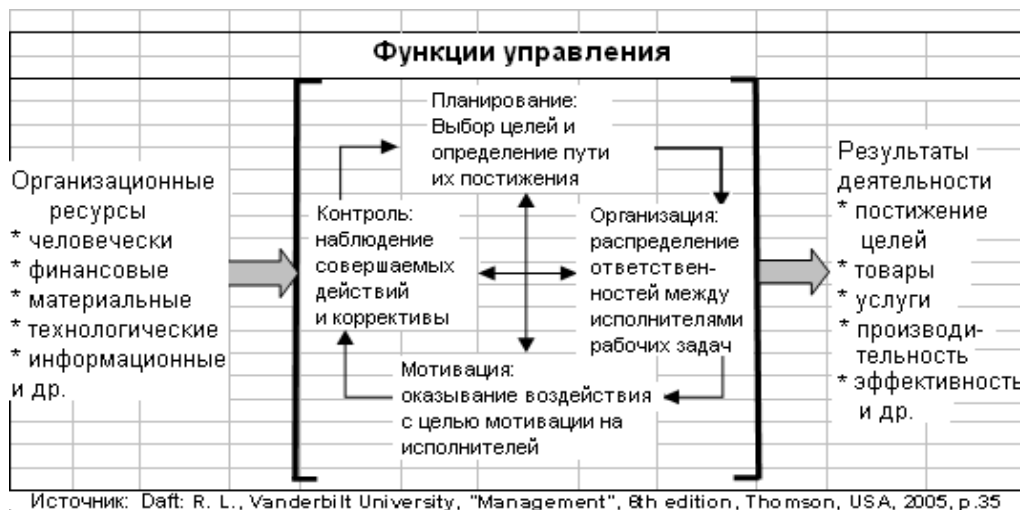 Функции управления
Организационные
ресурсы
* человечески
* финансовые
* материальные
* технологические
* информационные
и др.
Планирование:
Выбор целей и
определение пути
их постижения
Контроль:
наблюдение
совершаемых
действий
и коррективы
Организация:
распределение
ответствен-
ностей между
исполнителями
рабочих задач
Мотивация:
оказывание воздействия
с целью мотивации на
исполнителей
Результаты
деятельности
* постижение
целей
* товары
* услуги
* производи-
тельность
* эффективность
и др.
Источник: Daft: R. L., Vanderbilt University, "Management", 6th edition, Thomson, USA, 2005, p.35